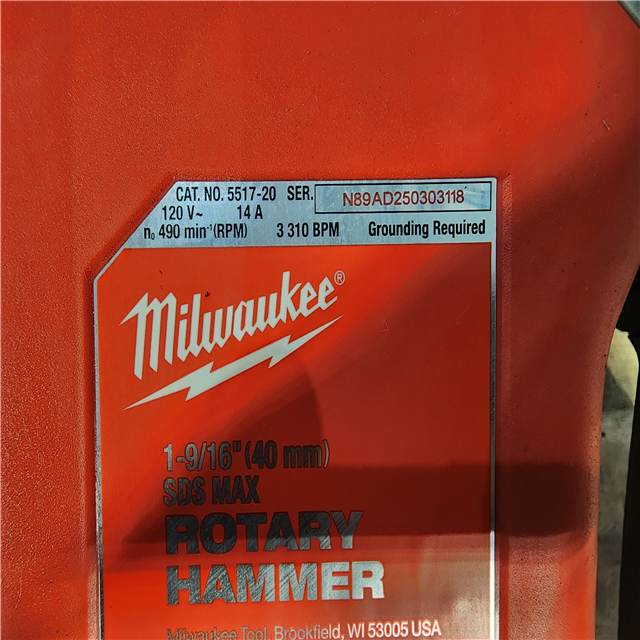 CAT. NO. 5517-20 SER. N89AD250303118
120 V~ 14 A
n₀ 490 min⁻¹(RPM) 3 310 BPM Grounding Required
Milwaukee®
1-9/16" (40 mm)
SDS MAX
ROTARY
HAMMER
Milwaukee Tool, Brookfield, WI 53005 USA